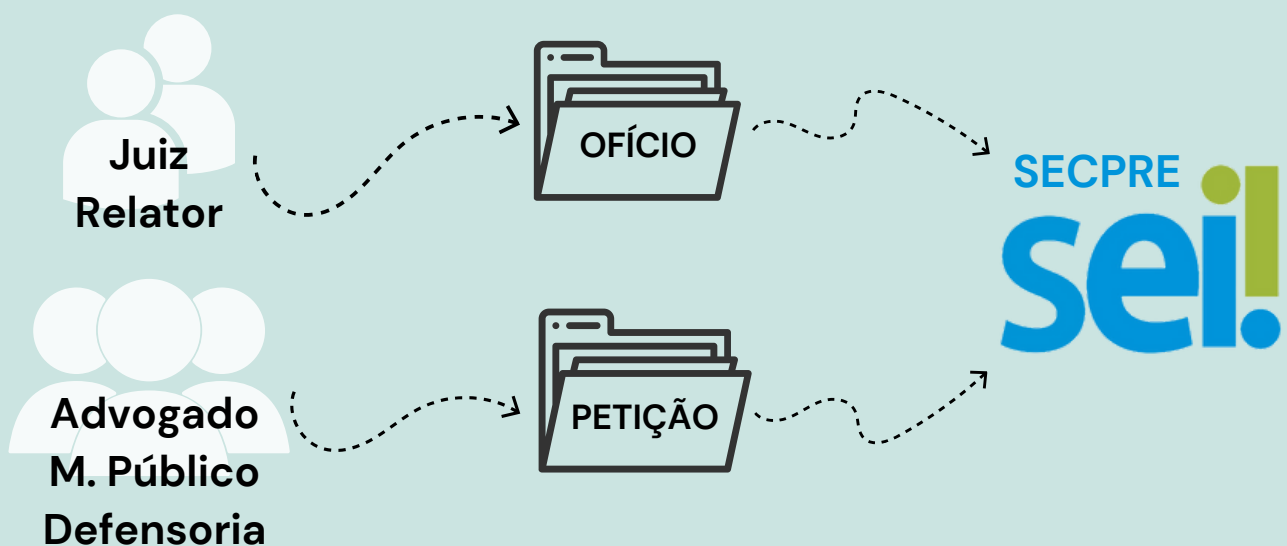 Juiz
Relator
OFÍCIO
SECPRE
sei!
Advogado
M. Público
Defensoria
PETIÇÃO